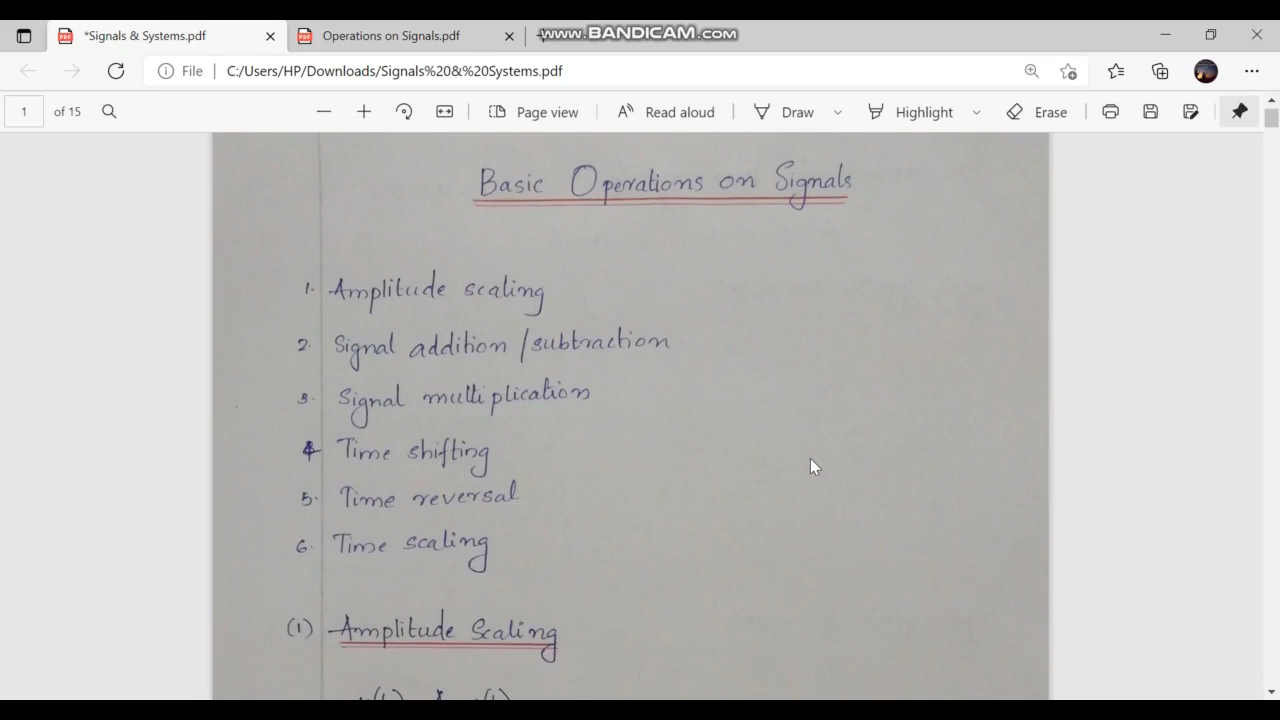 *Signals & Systems.pdf
Operations on Signals.pdf
www.BANDICAM.com
File
C:/Users/HP/Downloads/Signals%20&%20Systems.pdf
1 of 15
Page view
Read aloud
Draw
Highlight
Erase
Basic Operations on Signals
1. Amplitude scaling
2. Signal addition/subtraction
3. Signal multiplication
4 Time shifting
5. Time reversal
6. Time scaling
(1) Amplitude Scaling